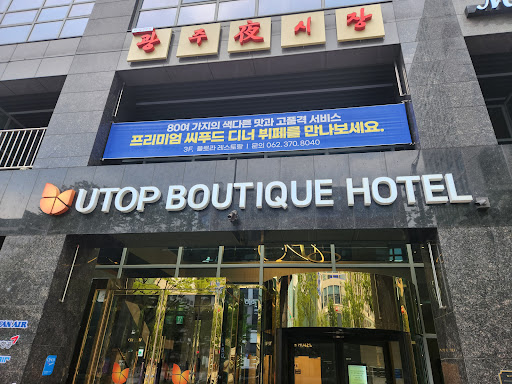 광주夜시장
80여 가지의 색다른 맛과 고품격 서비스
프리미엄 씨푸드 디너 뷔페를 만나보세요.
3F, 플로라 레스토랑 | 문의 062.370.8040
UTOP BOUTIQUE HOTEL